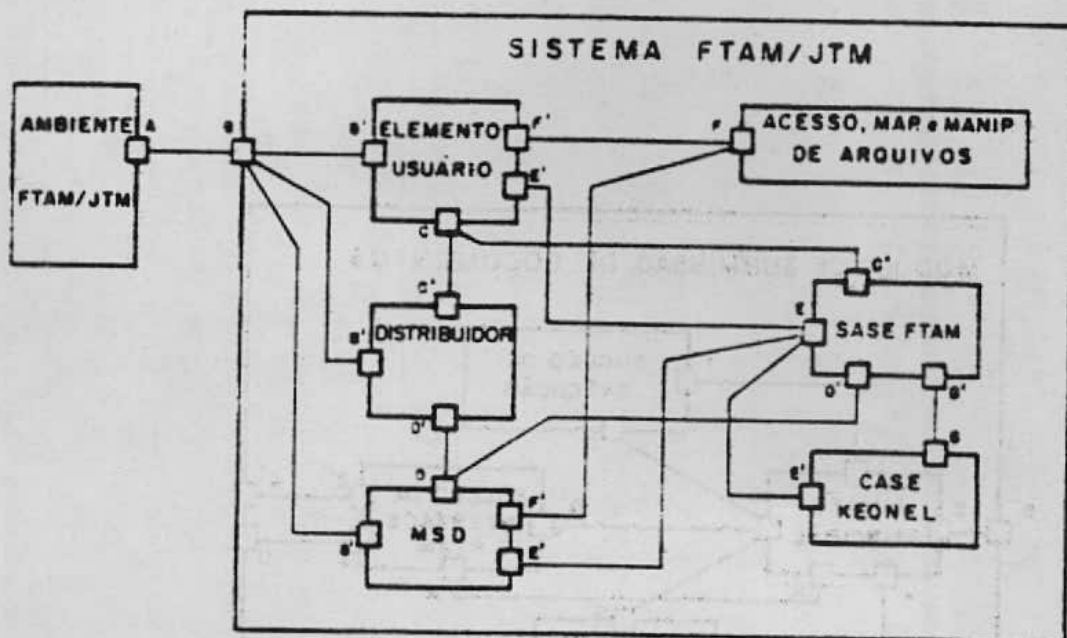 SISTEMA FTAM/JTM
AMBIENTE
FTAM/JTM
A
B
B'
ELEMENTO
USUÁRIO
F'
E'
C
F
ACESSO, MAP. e MANIP.
DE ARQUIVOS
C'
DISTRIBUIDOR
B'
D'
C'
E
SASE FTAM
D'
G'
D
MSD
B'
F'
E'
G
E'
CASE
KEONEL